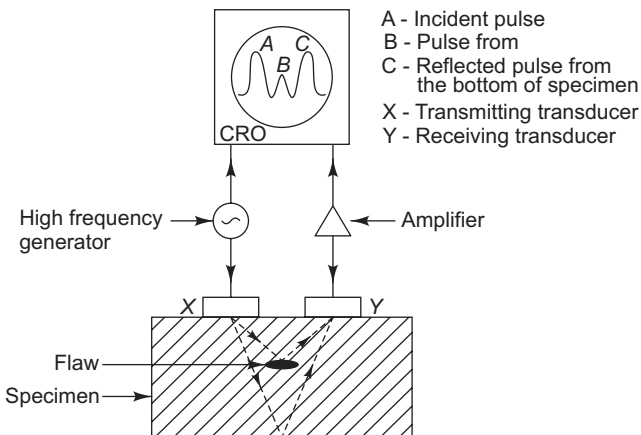 A - Incident pulse
B - Pulse from
C - Reflected pulse from
the bottom of specimen
X - Transmitting transducer
Y - Receiving transducer
A
B
C
CRO
High frequency
generator
Amplifier
X
Y
Flaw
Specimen